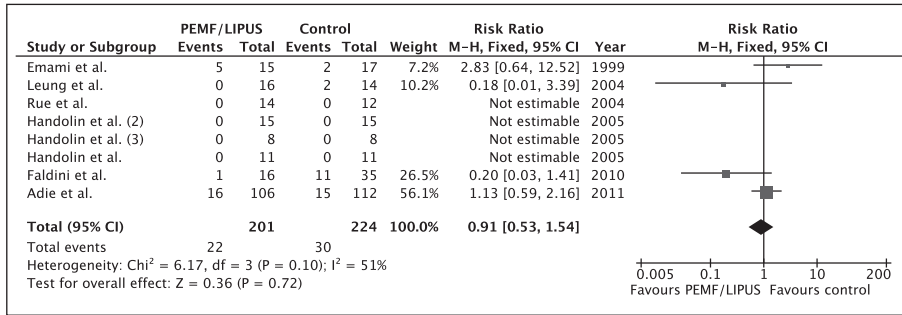 PEMF/LIPUS Control Risk Ratio Risk Ratio
Study or Subgroup Events Total Events Total Weight M-H, Fixed, 95% CI Year M-H, Fixed, 95% CI
Emami et al. 5 15 2 17 7.2% 2.83 [0.64, 12.52] 1999
Leung et al. 0 16 2 14 10.2% 0.18 [0.01, 3.39] 2004
Rue et al. 0 14 0 12 Not estimable 2004
Handolin et al. (2) 0 15 0 15 Not estimable 2005
Handolin et al. (3) 0 8 0 8 Not estimable 2005
Handolin et al. 0 11 0 11 Not estimable 2005
Faldini et al. 1 16 11 35 26.5% 0.20 [0.03, 1.41] 2010
Adie et al. 16 106 15 112 56.1% 1.13 [0.59, 2.16] 2011
Total (95% CI) 201 224 100.0% 0.91 [0.53, 1.54]
Total events 22 30
Heterogeneity: Chi² = 6.17, df = 3 (P = 0.10); I² = 51%
Test for overall effect: Z = 0.36 (P = 0.72)
0.005 0.1 1 10 200
Favours PEMF/LIPUS Favours control